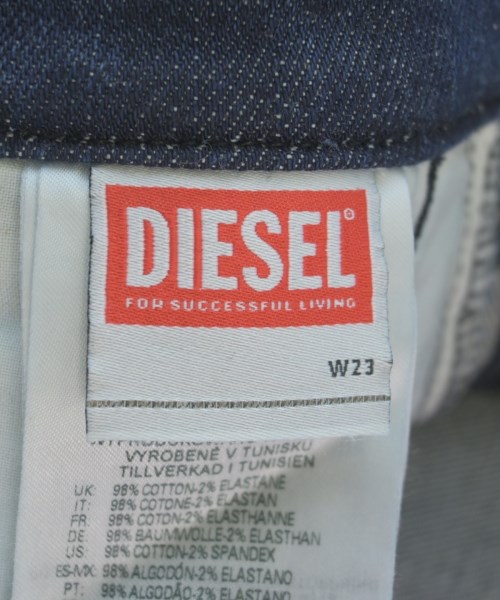 DIESEL
FOR SUCCESSFUL LIVING
W23
VYROBENÉ V TUNISKU
TILLVERKAD I TUNISIEN
UK: 98% COTTON-2% ELASTANE
IT: 98% COTONE-2% ELASTAN
FR: 98% COTON-2% ELASTHANNE
DE: 98% BAUMWOLLE-2% ELASTHAN
US: 98% COTTON-2% SPANDEX
ES-MX: 98% ALGODÓN-2% ELASTANO
PT: 98% ALGODÃO-2% ELASTANO